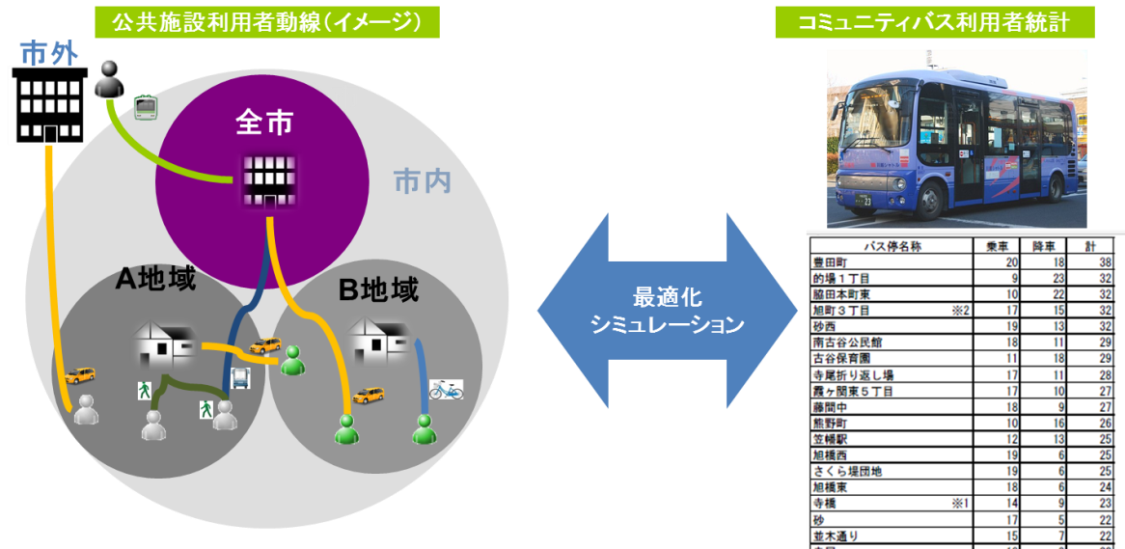 公共施設利用者動線(イメージ)
市外
全市
市内
A地域
B地域
最適化
シミュレーション
コミュニティバス利用者統計
バス停名称 乗車 降車 計
豊田町 20 18 38
的場1丁目 9 23 32
脇田本町東 10 22 32
旭町3丁目 ※2 17 15 32
砂西 19 13 32
南古谷公民館 18 11 29
古谷保育園 11 18 29
寺尾折り返し場 17 11 28
霞ヶ関東5丁目 17 10 27
藤間中 18 9 27
熊野町 10 16 26
笠幡駅 12 13 25
旭橋西 19 6 25
さくら堤団地 19 6 25
旭橋東 18 6 24
寺橋 ※1 14 9 23
砂 17 5 22
並木通り 15 7 22